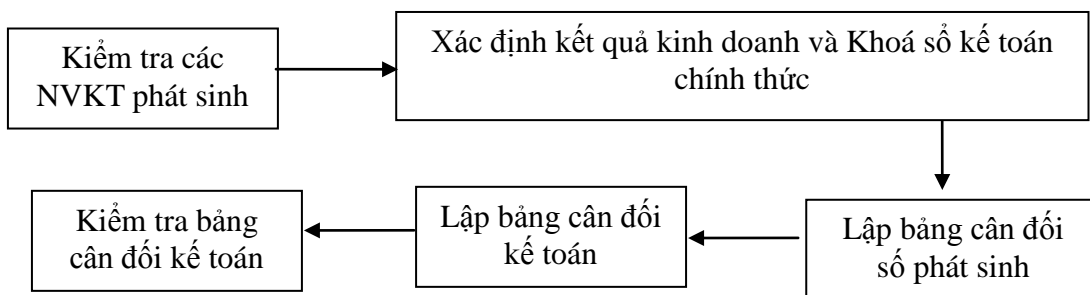 Kiểm tra các
NVKT phát sinh
Xác định kết quả kinh doanh và Khoá sổ kế toán
chính thức
Lập bảng cân đối
số phát sinh
Lập bảng cân đối
kế toán
Kiểm tra bảng
cân đối kế toán